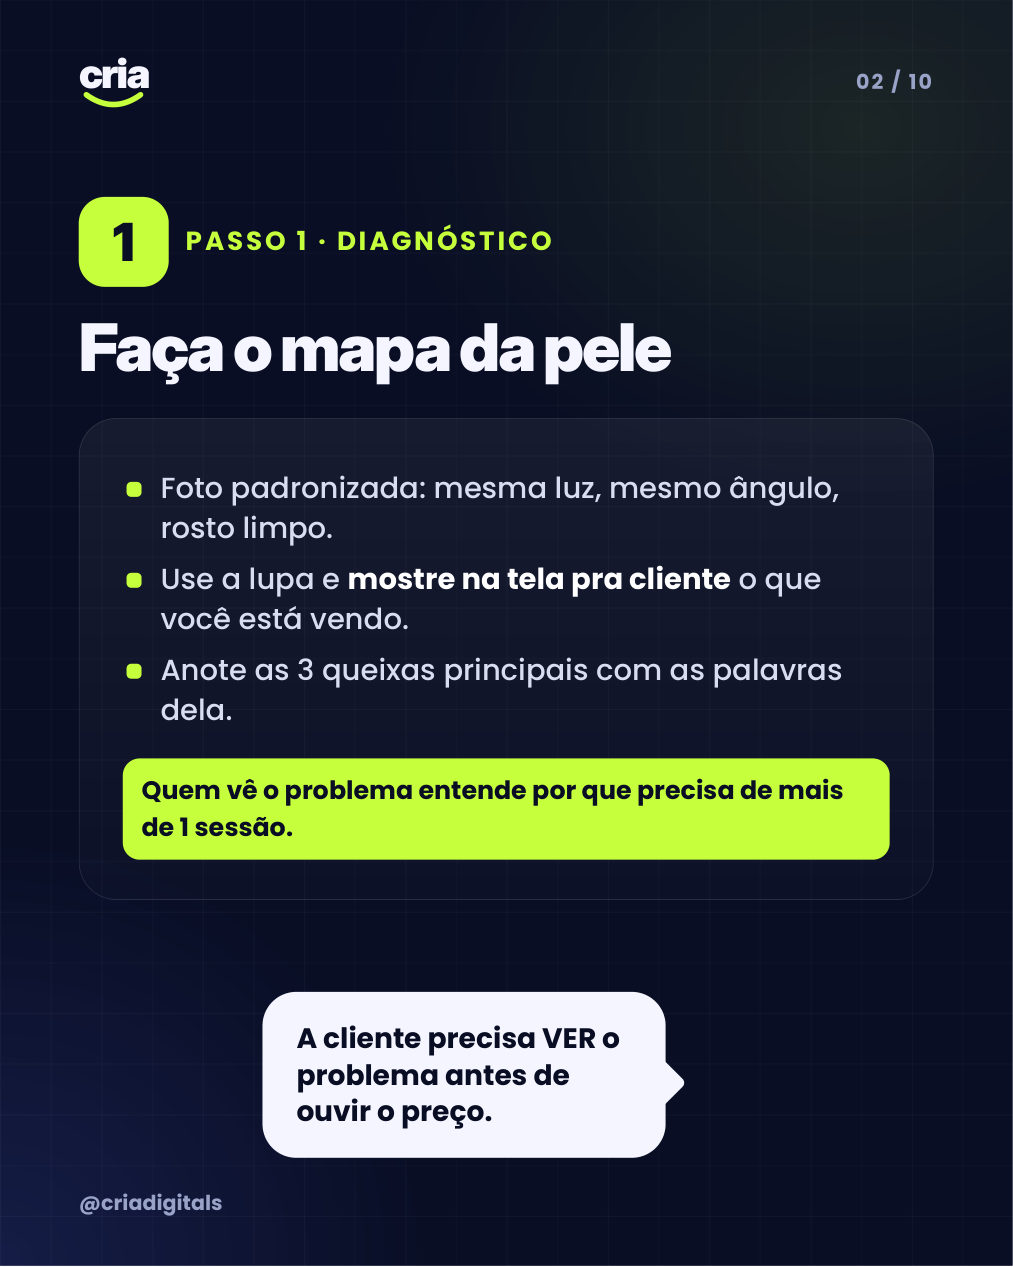 cria
02 / 10
1
PASSO 1 · DIAGNÓSTICO
Faça o mapa da pele
Foto padronizada: mesma luz, mesmo ângulo,
rosto limpo.
Use a lupa e mostre na tela pra cliente o que
você está vendo.
Anote as 3 queixas principais com as palavras
dela.
Quem vê o problema entende por que precisa de mais
de 1 sessão.
A cliente precisa VER o
problema antes de
ouvir o preço.
@criadigitals